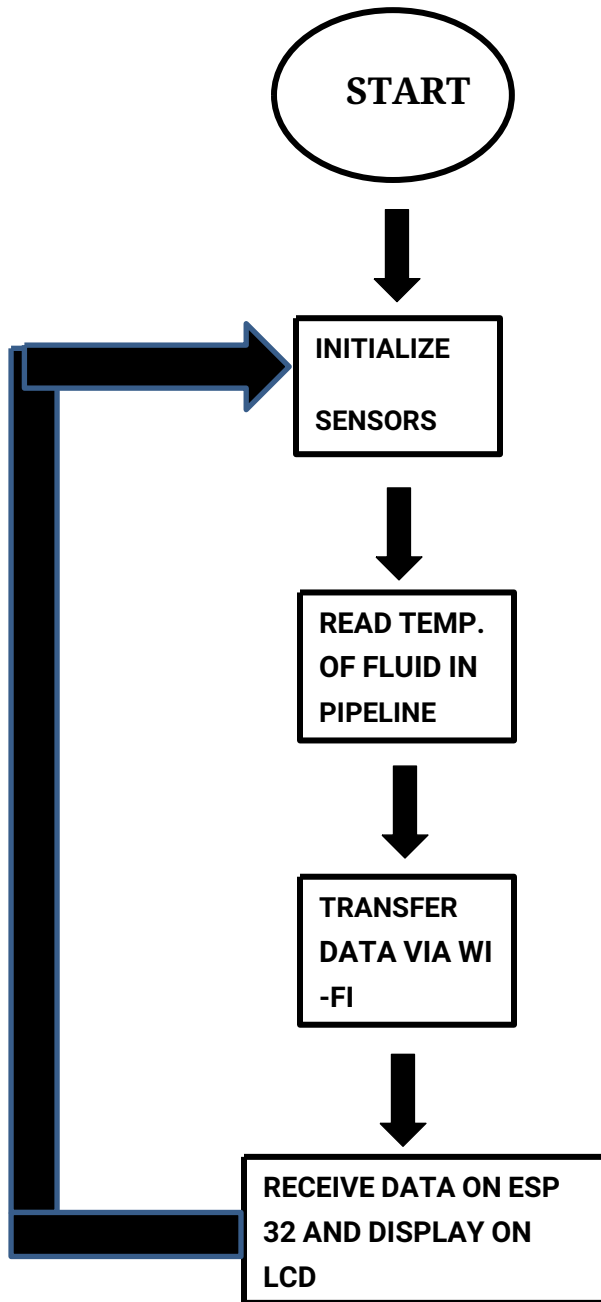 START
INITIALIZE
SENSORS
READ TEMP.
OF FLUID IN
PIPELINE
TRANSFER
DATA VIA WI
-FI
RECEIVE DATA ON ESP
32 AND DISPLAY ON
LCD